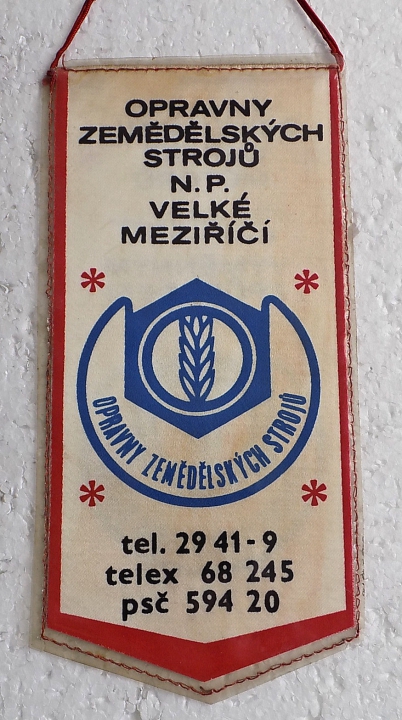 OPRAVNY
ZEMĚDĚLSKÝCH
STROJŮ
N.P.
VELKÉ
MEZIŘÍČÍ
OPRAVNY ZEMĚDĚLSKÝCH STROJŮ
tel. 29 41-9
telex 68 245
psč 594 20